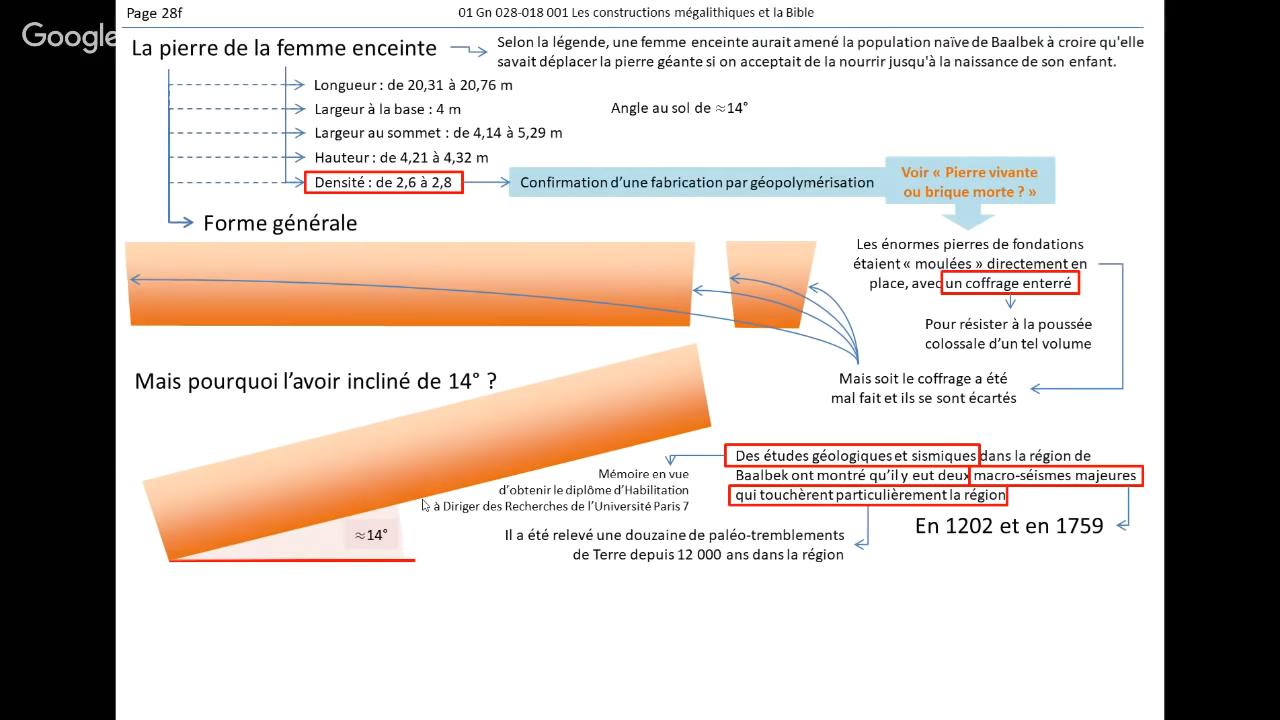 Page 28f
01 Gn 028-018 001 Les constructions mégalithiques et la Bible
Google
La pierre de la femme enceinte
Selon la légende, une femme enceinte aurait amené la population naïve de Baalbek à croire qu'elle
savait déplacer la pierre géante si on acceptait de la nourrir jusqu'à la naissance de son enfant.
Longueur : de 20,31 à 20,76 m
Largeur à la base : 4 m
Angle au sol de ≈14°
Largeur au sommet : de 4,14 à 5,29 m
Hauteur : de 4,21 à 4,32 m
Densité : de 2,6 à 2,8
Confirmation d'une fabrication par géopolymérisation
Voir « Pierre vivante
ou brique morte ? »
Forme générale
Les énormes pierres de fondations
étaient « moulées » directement en
place, avec un coffrage enterré
Pour résister à la poussée
colossale d'un tel volume
Mais soit le coffrage a été
mal fait et ils se sont écartés
Mais pourquoi l'avoir incliné de 14° ?
≈14°
Des études géologiques et sismiques dans la région de
Baalbek ont montré qu'il y eut deux macro-séismes majeures
qui touchèrent particulièrement la région
Mémoire en vue
d'obtenir le diplôme d'Habilitation
à Diriger des Recherches de l'Université Paris 7
En 1202 et en 1759
Il a été relevé une douzaine de paléo-tremblements
de Terre depuis 12 000 ans dans la région